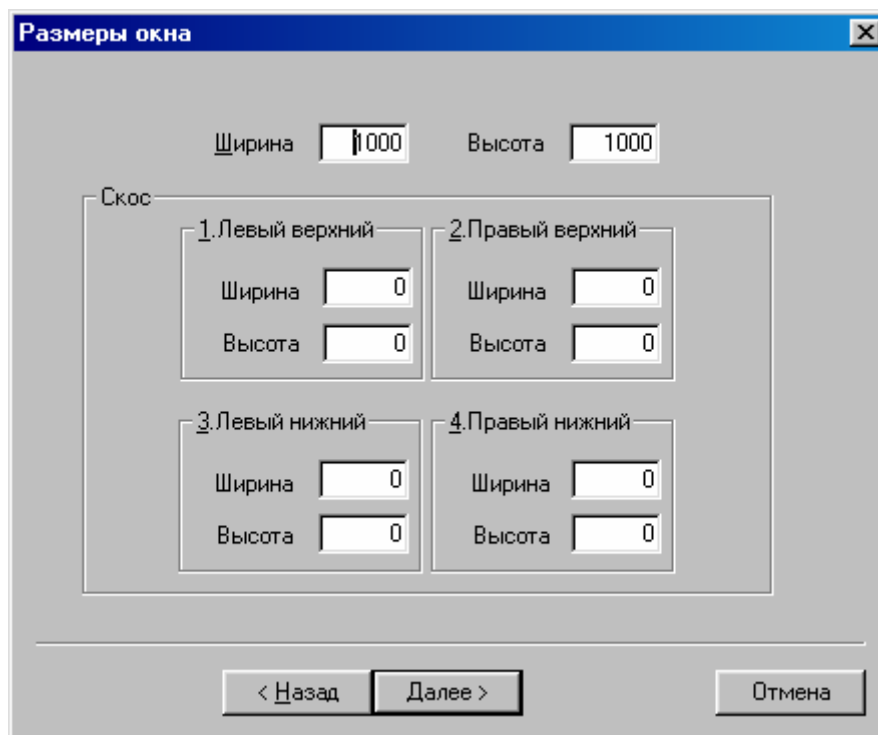 Размеры окна
Ширина 1000 Высота 1000
Скос
1.Левый верхний 2.Правый верхний
Ширина 0 Ширина 0
Высота 0 Высота 0
3.Левый нижний 4.Правый нижний
Ширина 0 Ширина 0
Высота 0 Высота 0
< Назад Далее > Отмена